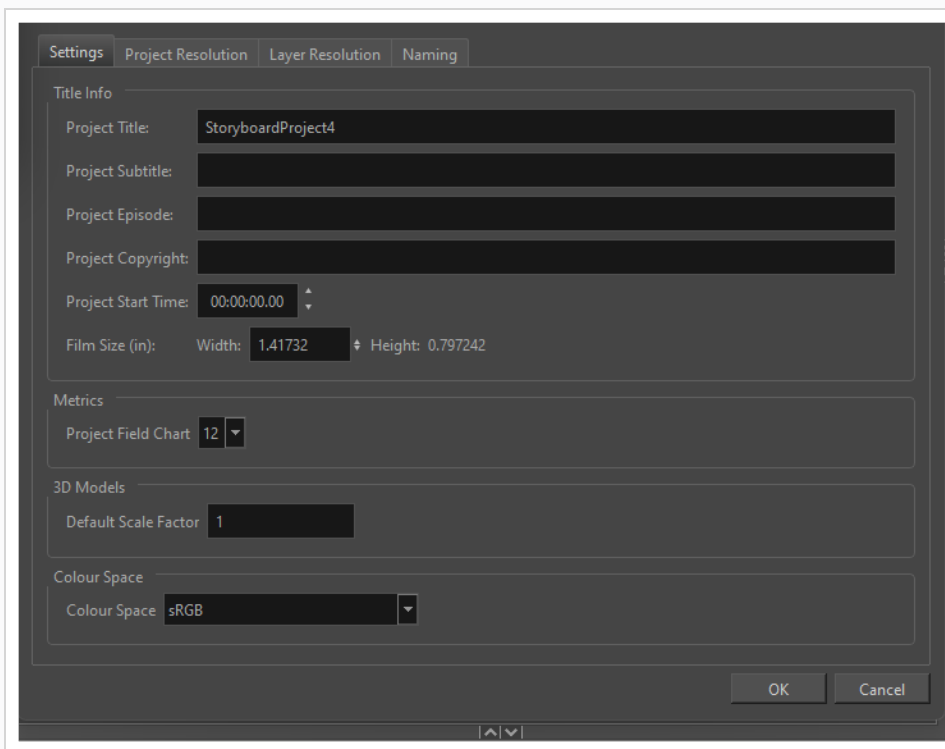 Settings Project Resolution Layer Resolution Naming
Title Info
Project Title: StoryboardProject4
Project Subtitle:
Project Episode:
Project Copyright:
Project Start Time: 00:00:00.00
Film Size (in): Width: 1.41732 Height: 0.797242
Metrics
Project Field Chart 12
3D Models
Default Scale Factor 1
Colour Space
Colour Space sRGB
OK Cancel